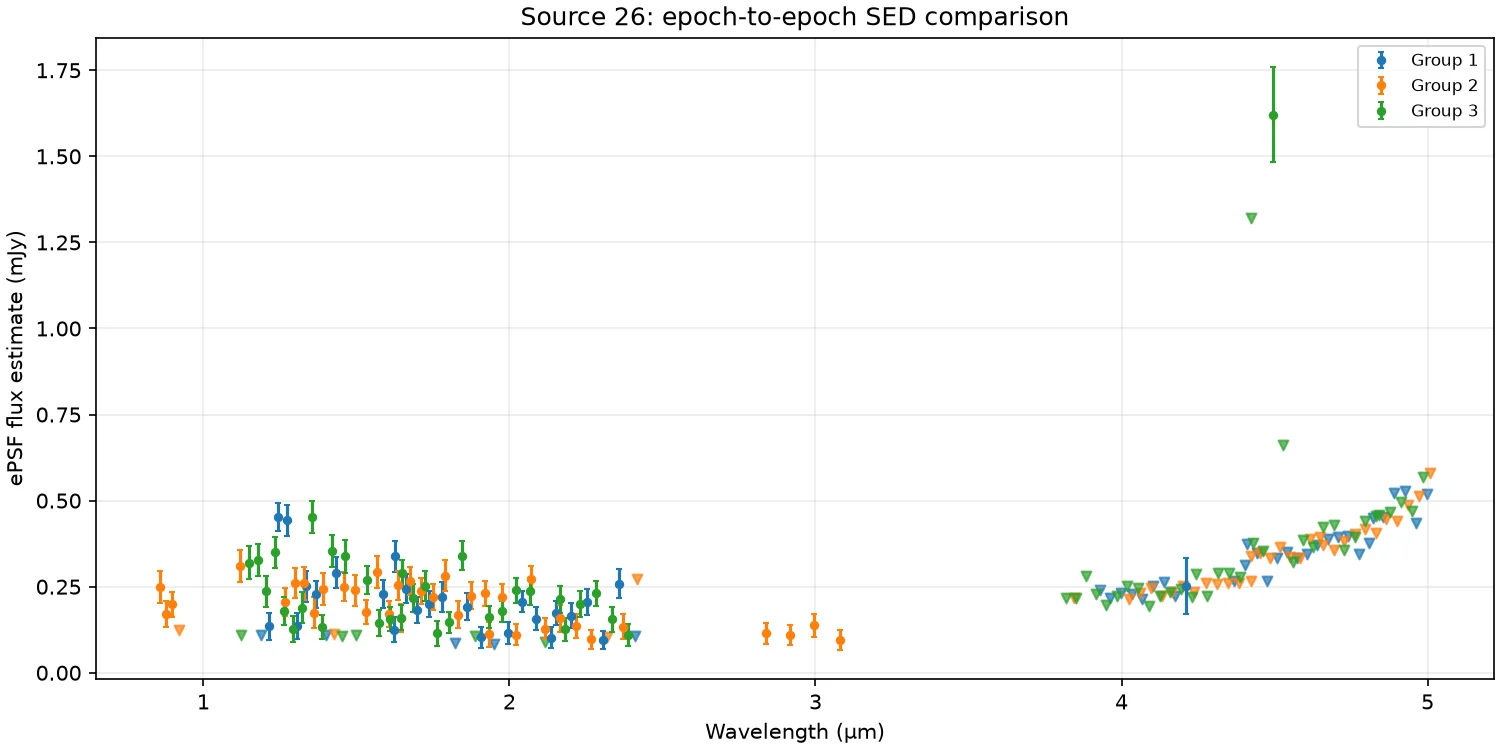 Source 26: epoch-to-epoch SED comparison
ePSF flux estimate (mJy)
1.75
1.50
1.25
1.00
0.75
0.50
0.25
0.00
Group 1
Group 2
Group 3
1 2 3 4 5
Wavelength (μm)